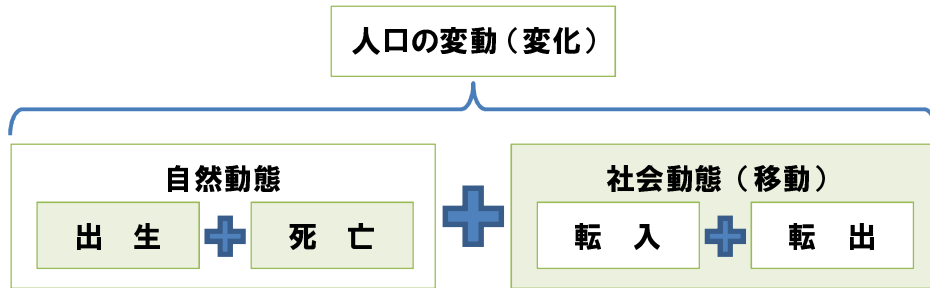 人口の変動（変化）
自然動態
出　生
死　亡
社会動態（移動）
転　入
転　出